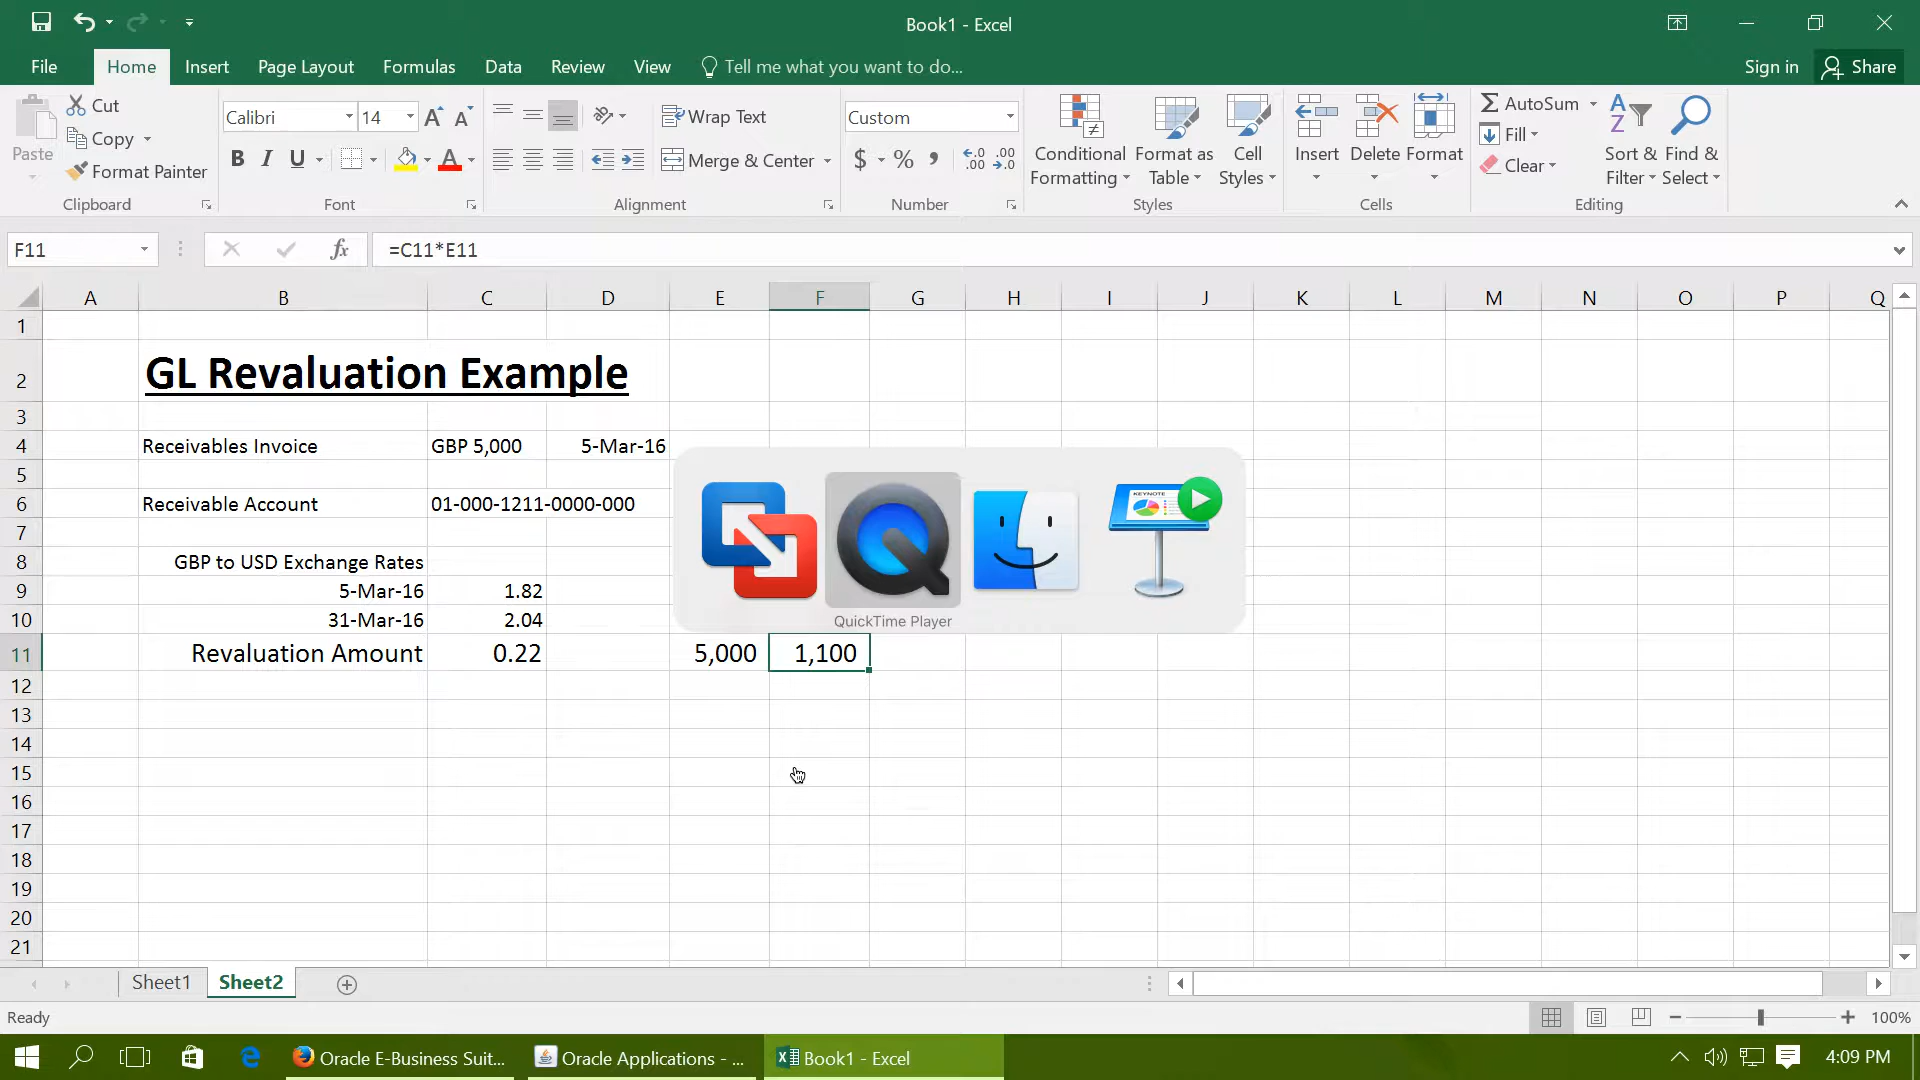 Book1 - Excel
File Home Insert Page Layout Formulas Data Review View Tell me what you want to do... Sign in Share
Paste
Cut
Copy
Format Painter
Clipboard
Calibri 14
B I U
Font
Wrap Text
Merge & Center
Alignment
Custom
$ % ,
Number
Conditional Formatting
Format as Table
Cell Styles
Styles
Insert
Delete
Format
Cells
AutoSum
Fill
Clear
Sort & Filter
Find & Select
Editing
F11 fx =C11*E11
A B C D E F G H I J K L M N O P Q
1
2 GL Revaluation Example
3
4 Receivables Invoice GBP 5,000 5-Mar-16
5
6 Receivable Account 01-000-1211-0000-000
7
8 GBP to USD Exchange Rates
9 5-Mar-16 1.82
10 31-Mar-16 2.04
QuickTime Player
11 Revaluation Amount 0.22 5,000 1,100
12
13
14
15
16
17
18
19
20
21
Sheet1 Sheet2
Ready 100%
Oracle E-Business Suit... Oracle Applications - ... Book1 - Excel 4:09 PM